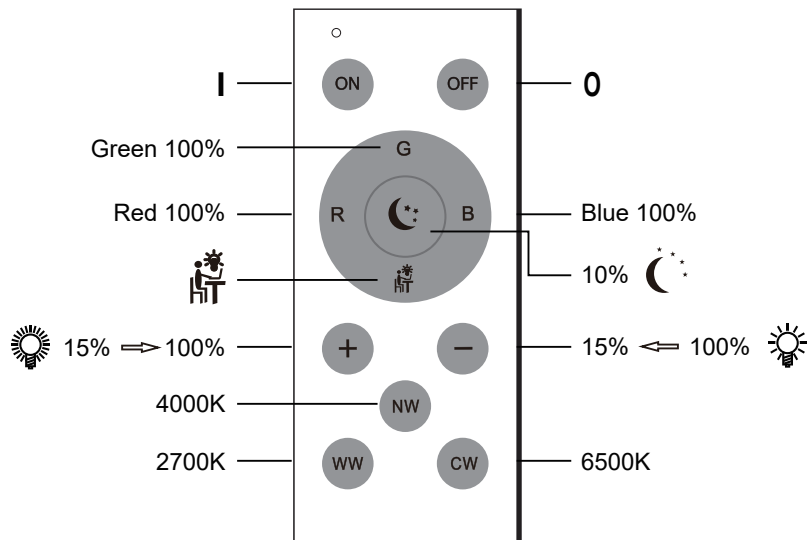 I ON OFF 0
Green 100% G
Red 100% R B Blue 100%
10%
15% 100% + − 15% 100%
4000K NW
2700K WW CW 6500K